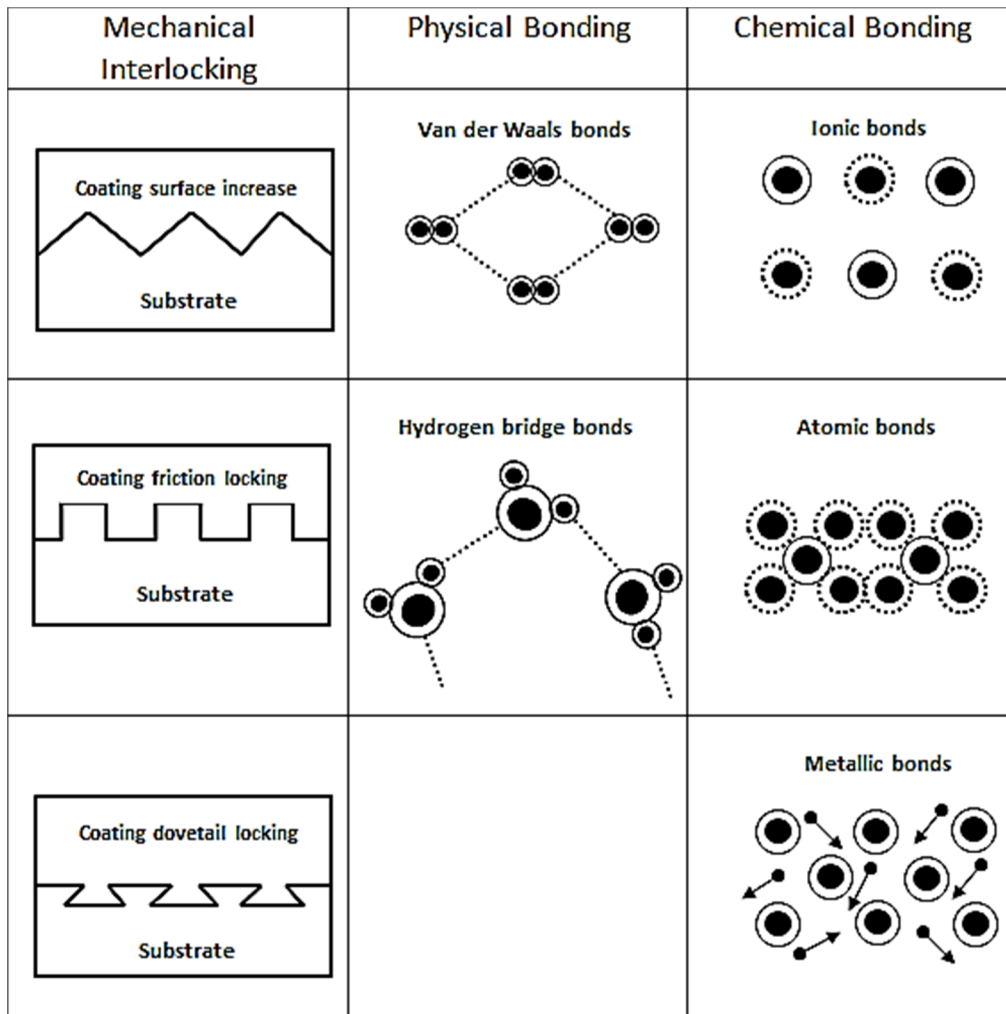 Mechanical
Interlocking
Physical Bonding
Chemical Bonding
Coating surface increase
Substrate
Van der Waals bonds
Ionic bonds
Coating friction locking
Substrate
Hydrogen bridge bonds
Atomic bonds
Coating dovetail locking
Substrate
Metallic bonds